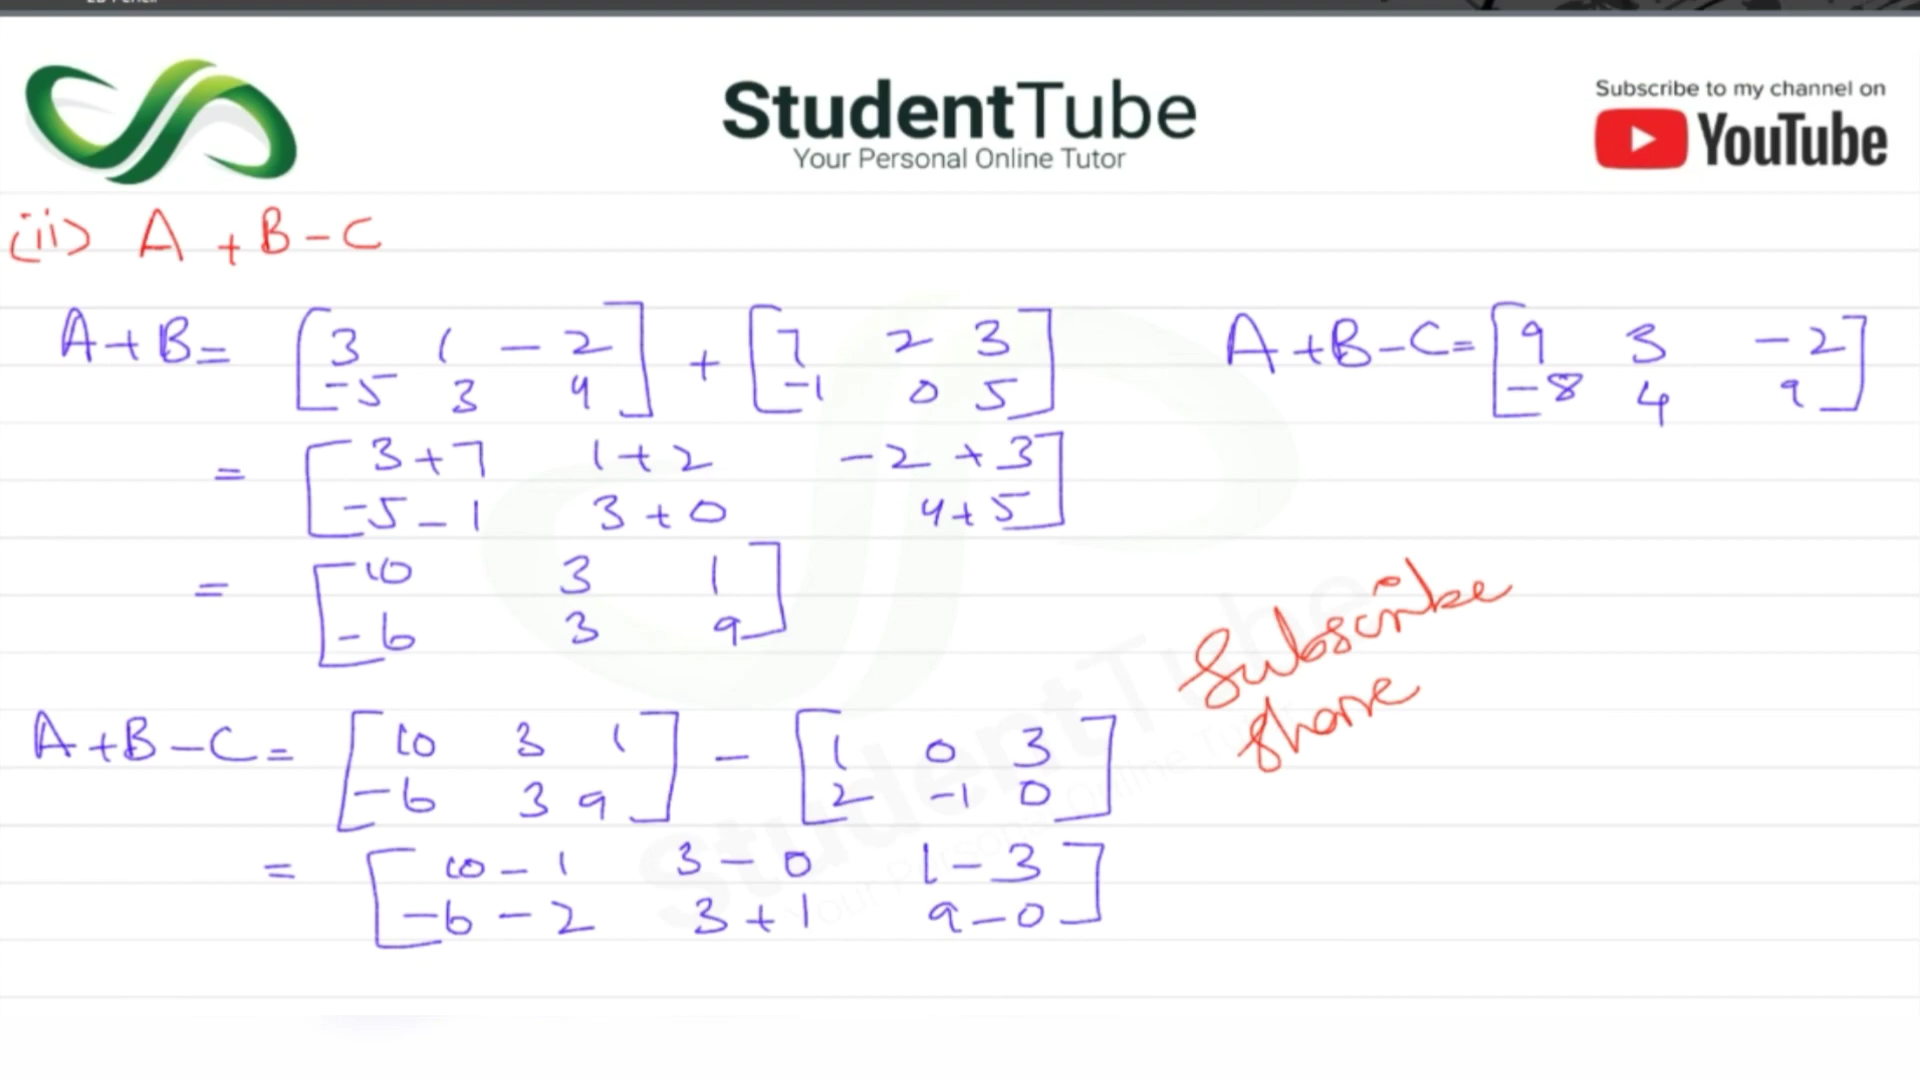 StudentTube
Your Personal Online Tutor
Subscribe to my channel on
YouTube
(ii) A + B - C
A + B = [3 1 -2] + [7 2 3]
[-5 3 4] [-1 0 5]
= [3+7 1+2 -2+3]
[-5-1 3+0 4+5]
= [10 3 1]
[-6 3 9]
A+B-C = [10 3 1] - [1 0 3]
[-6 3 9] [2 -1 0]
= [10-1 3-0 1-3]
[-6-2 3+1 9-0]
A+B-C = [9 3 -2]
[-8 4 9]
Subscribe
Share
StudentTube